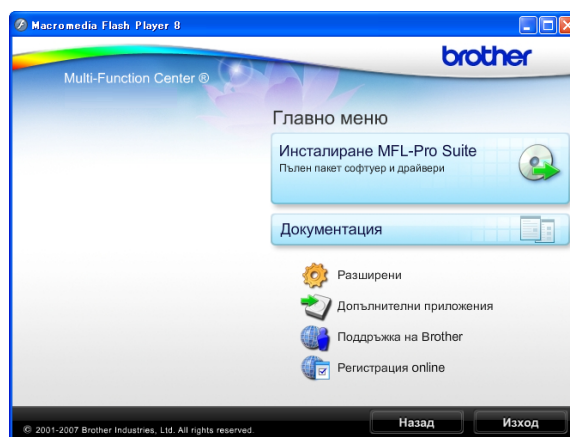 Macromedia Flash Player 8
brother
Multi-Function Center ®
Главно меню
Инсталиране MFL-Pro Suite
Пълен пакет софтуер и драйвери
Документация
Разширени
Допълнителни приложения
Поддръжка на Brother
Регистрация online
© 2001-2007 Brother Industries, Ltd. All rights reserved.
Назад
Изход